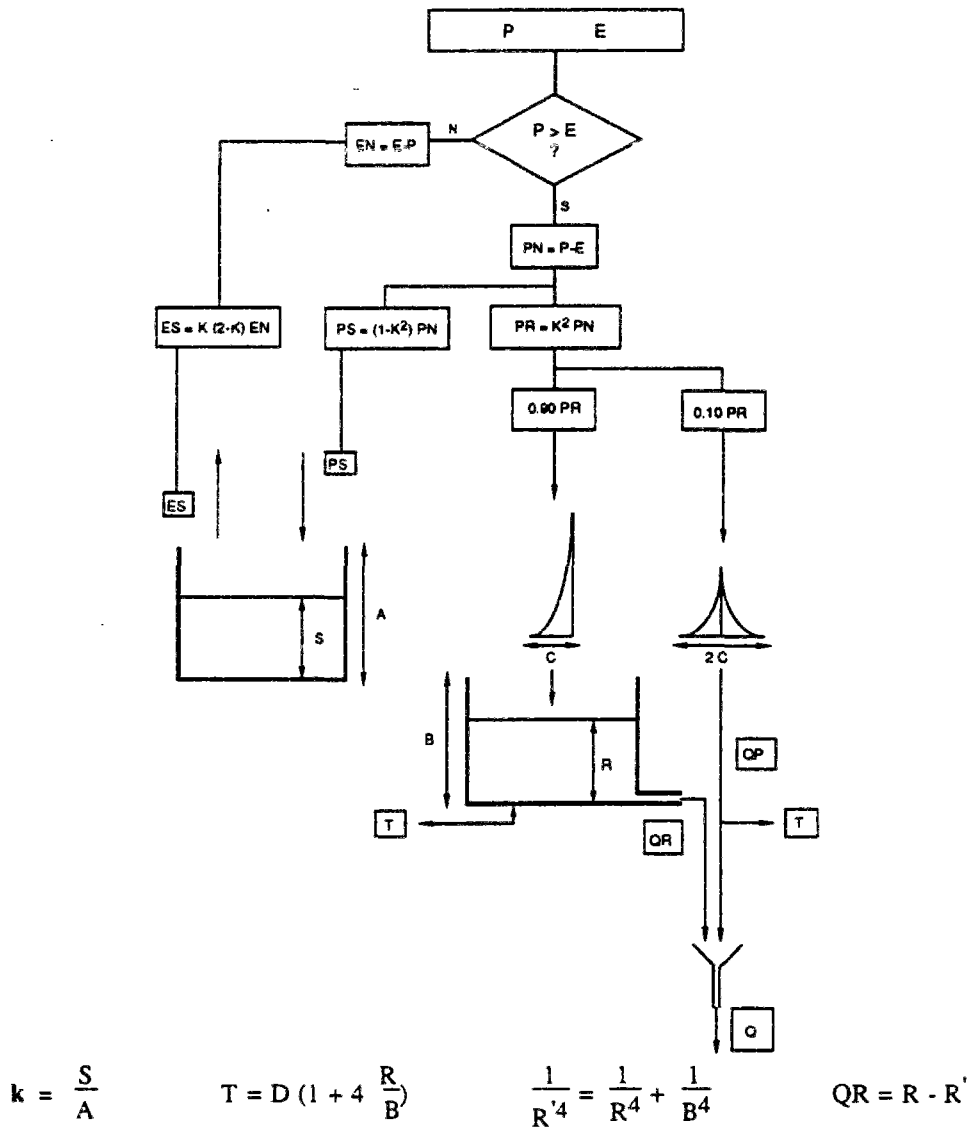 P E
P > E
?
N
EN = E-P
S
PN = P-E
ES = K (2-K) EN
PS = (1-K²) PN
PR = K² PN
0.90 PR
0.10 PR
PS
ES
A
S
C
2 C
B
R
QP
T
T
QR
Q
k = S/A
T = D (1 + 4 R/B)
1/R'⁴ = 1/R⁴ + 1/B⁴
QR = R - R'